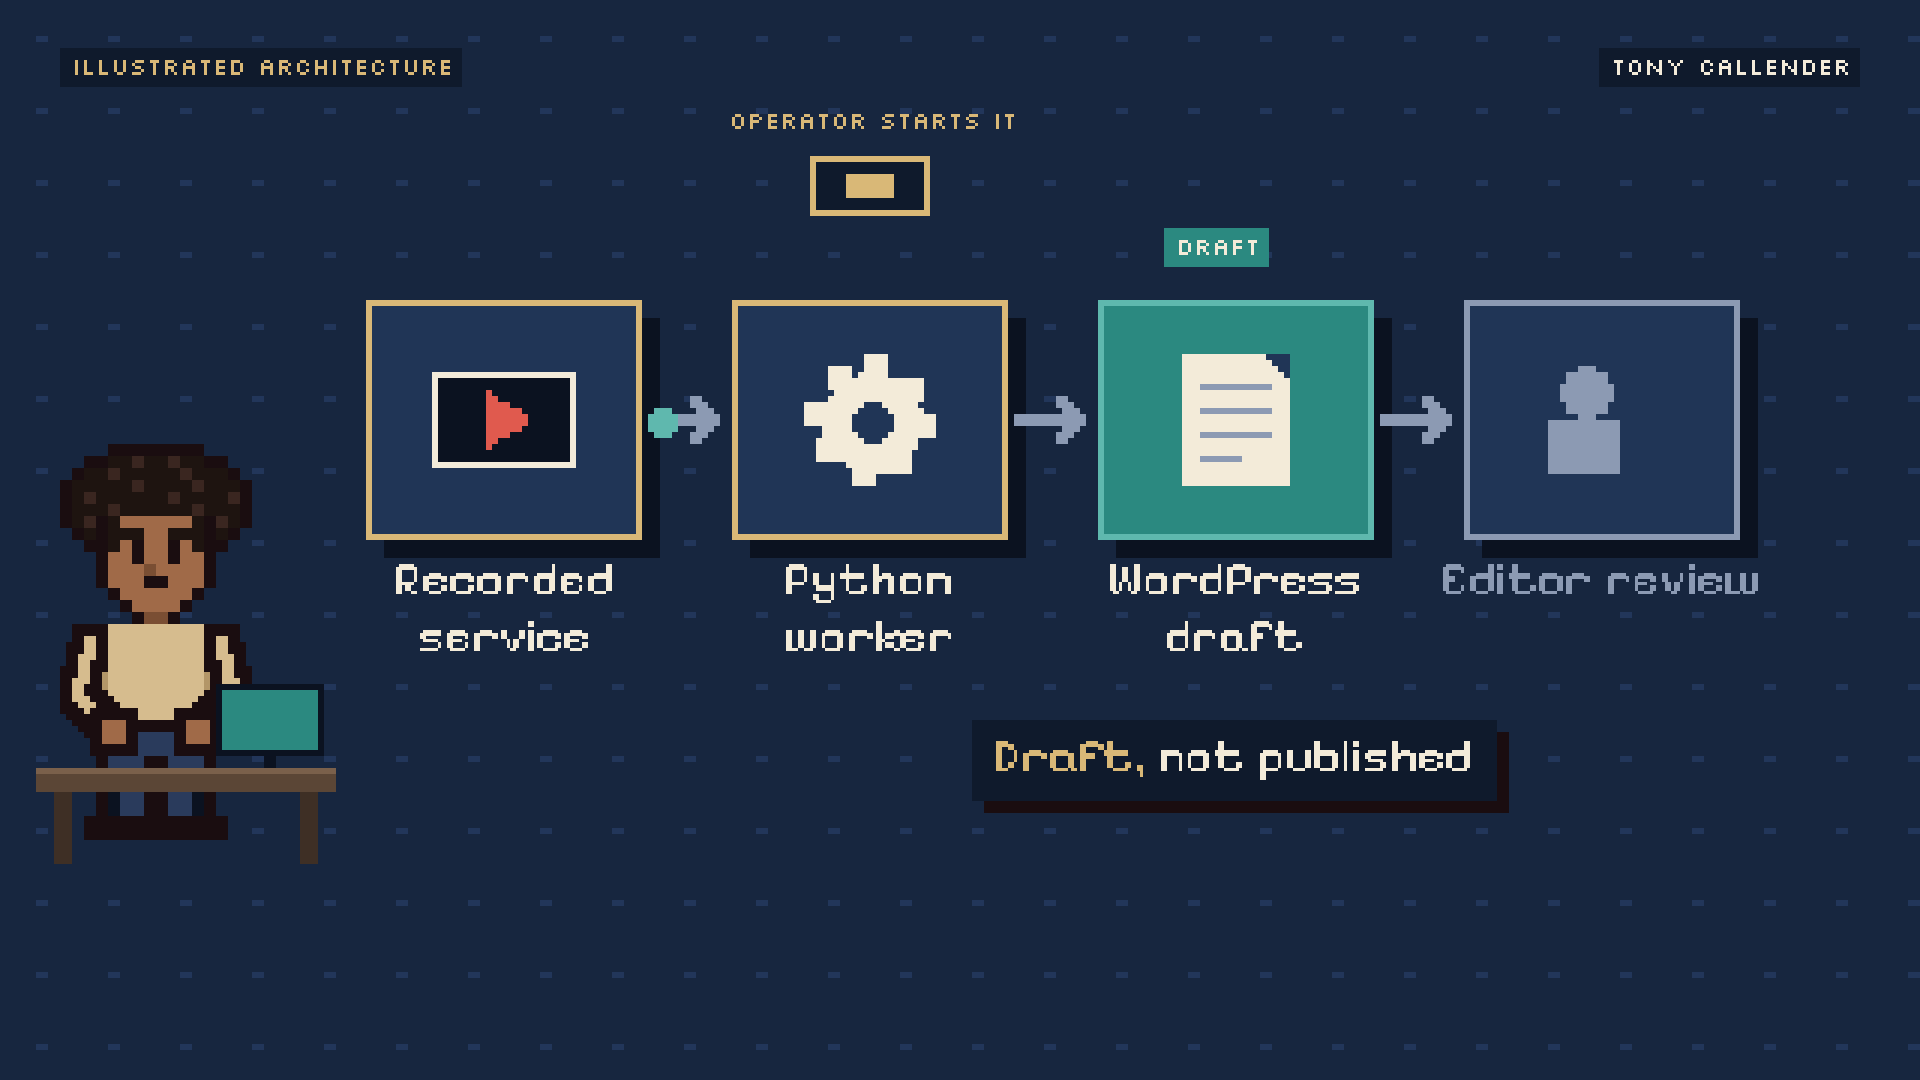 ILLUSTRATED ARCHITECTURE
TONY CALLENDER
OPERATOR STARTS IT
DRAFT
Recorded
service
Python
worker
WordPress
draft
Editor review
Draft, not published